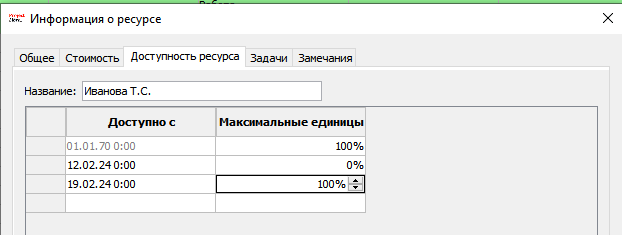 Информация о ресурсе
Общее Стоимость Доступность ресурса Задачи Замечания
Название: Иванова Т.С.
Доступно с Максимальные единицы
01.01.70 0:00 100%
12.02.24 0:00 0%
19.02.24 0:00 100%